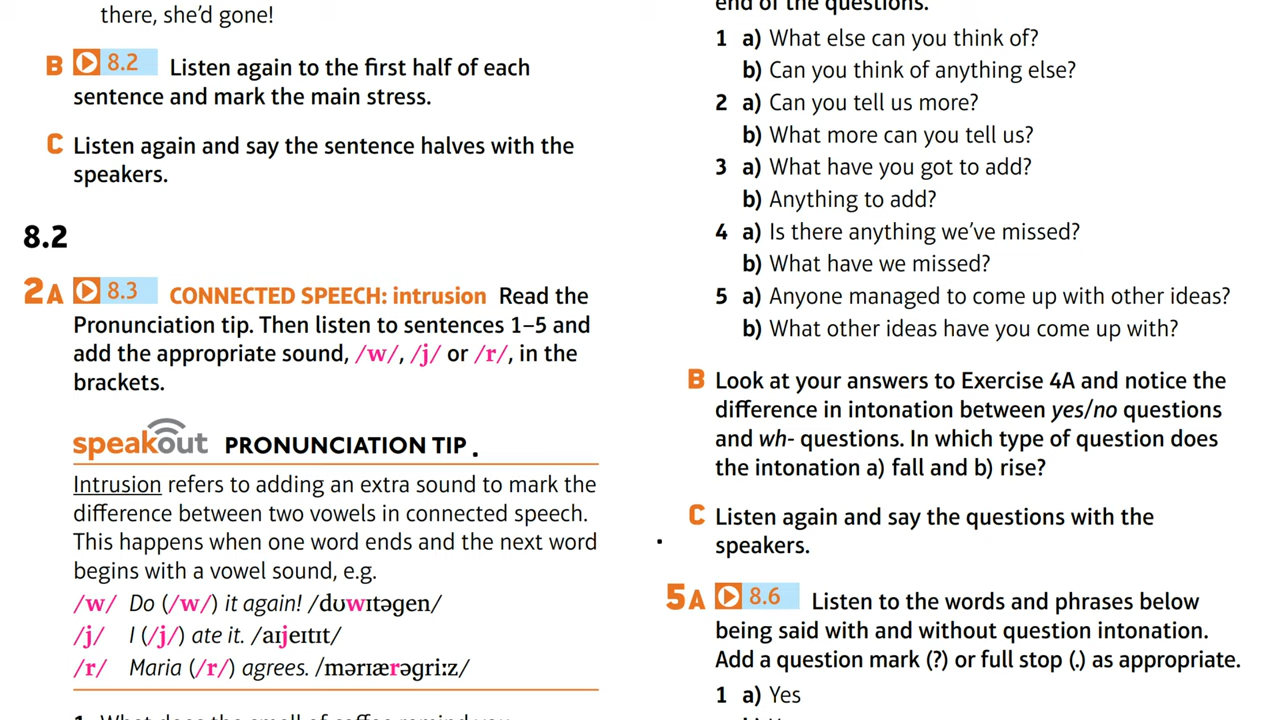 there, she'd gone!
B 8.2 Listen again to the first half of each
sentence and mark the main stress.
C Listen again and say the sentence halves with the
speakers.
8.2
2A 8.3 CONNECTED SPEECH: intrusion Read the
Pronunciation tip. Then listen to sentences 1–5 and
add the appropriate sound, /w/, /j/ or /r/, in the
brackets.
speakout PRONUNCIATION TIP .
Intrusion refers to adding an extra sound to mark the
difference between two vowels in connected speech.
This happens when one word ends and the next word
begins with a vowel sound, e.g.
/w/ Do (/w/) it again! /dʊwɪtəgen/
/j/ I (/j/) ate it. /aɪjeɪtɪt/
/r/ Maria (/r/) agrees. /mərɪærəgriːz/
1 What does the smell of coffee remind you
end of the questions.
1 a) What else can you think of?
b) Can you think of anything else?
2 a) Can you tell us more?
b) What more can you tell us?
3 a) What have you got to add?
b) Anything to add?
4 a) Is there anything we've missed?
b) What have we missed?
5 a) Anyone managed to come up with other ideas?
b) What other ideas have you come up with?
B Look at your answers to Exercise 4A and notice the
difference in intonation between yes/no questions
and wh- questions. In which type of question does
the intonation a) fall and b) rise?
C Listen again and say the questions with the
speakers.
5A 8.6 Listen to the words and phrases below
being said with and without question intonation.
Add a question mark (?) or full stop (.) as appropriate.
1 a) Yes